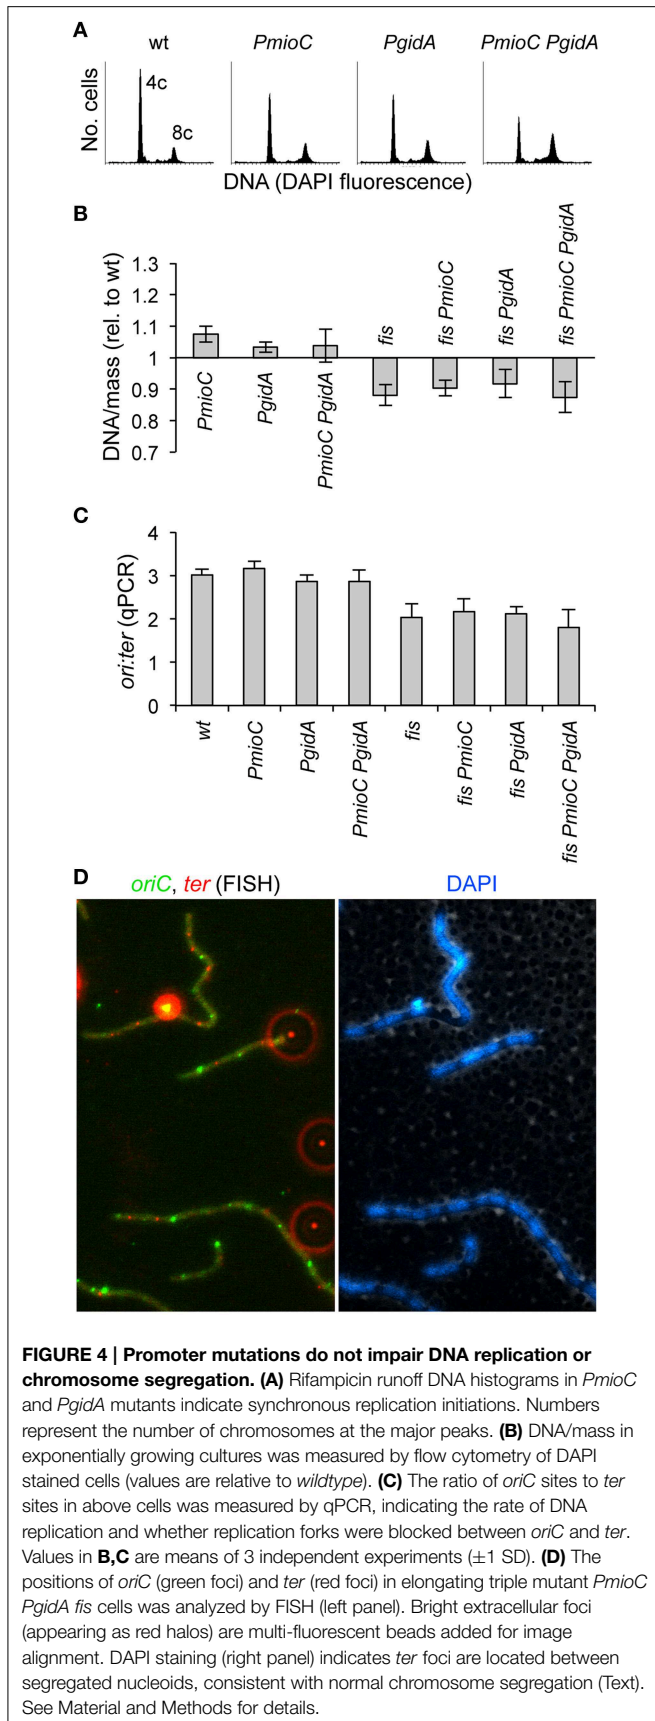 A
wt PmioC PgidA PmioC PgidA
No. cells
4c
8c
DNA (DAPI fluorescence)
B
DNA/mass (rel. to wt)
1.3
1.2
1.1
1
0.9
0.8
0.7
PmioC
PgidA
PmioC PgidA
fis
fis PmioC
fis PgidA
fis PmioC PgidA
C
ori:ter (qPCR)
4
3
2
1
0
wt
PmioC
PgidA
PmioC PgidA
fis
fis PmioC
fis PgidA
fis PmioC PgidA
D
oriC, ter (FISH)
DAPI
FIGURE 4 | Promoter mutations do not impair DNA replication or
chromosome segregation. (A) Rifampicin runoff DNA histograms in PmioC
and PgidA mutants indicate synchronous replication initiations. Numbers
represent the number of chromosomes at the major peaks. (B) DNA/mass in
exponentially growing cultures was measured by flow cytometry of DAPI
stained cells (values are relative to wildtype). (C) The ratio of oriC sites to ter
sites in above cells was measured by qPCR, indicating the rate of DNA
replication and whether replication forks were blocked between oriC and ter.
Values in B,C are means of 3 independent experiments (±1 SD). (D) The
positions of oriC (green foci) and ter (red foci) in elongating triple mutant PmioC
PgidA fis cells was analyzed by FISH (left panel). Bright extracellular foci
(appearing as red halos) are multi-fluorescent beads added for image
alignment. DAPI staining (right panel) indicates ter foci are located between
segregated nucleoids, consistent with normal chromosome segregation (Text).
See Material and Methods for details.